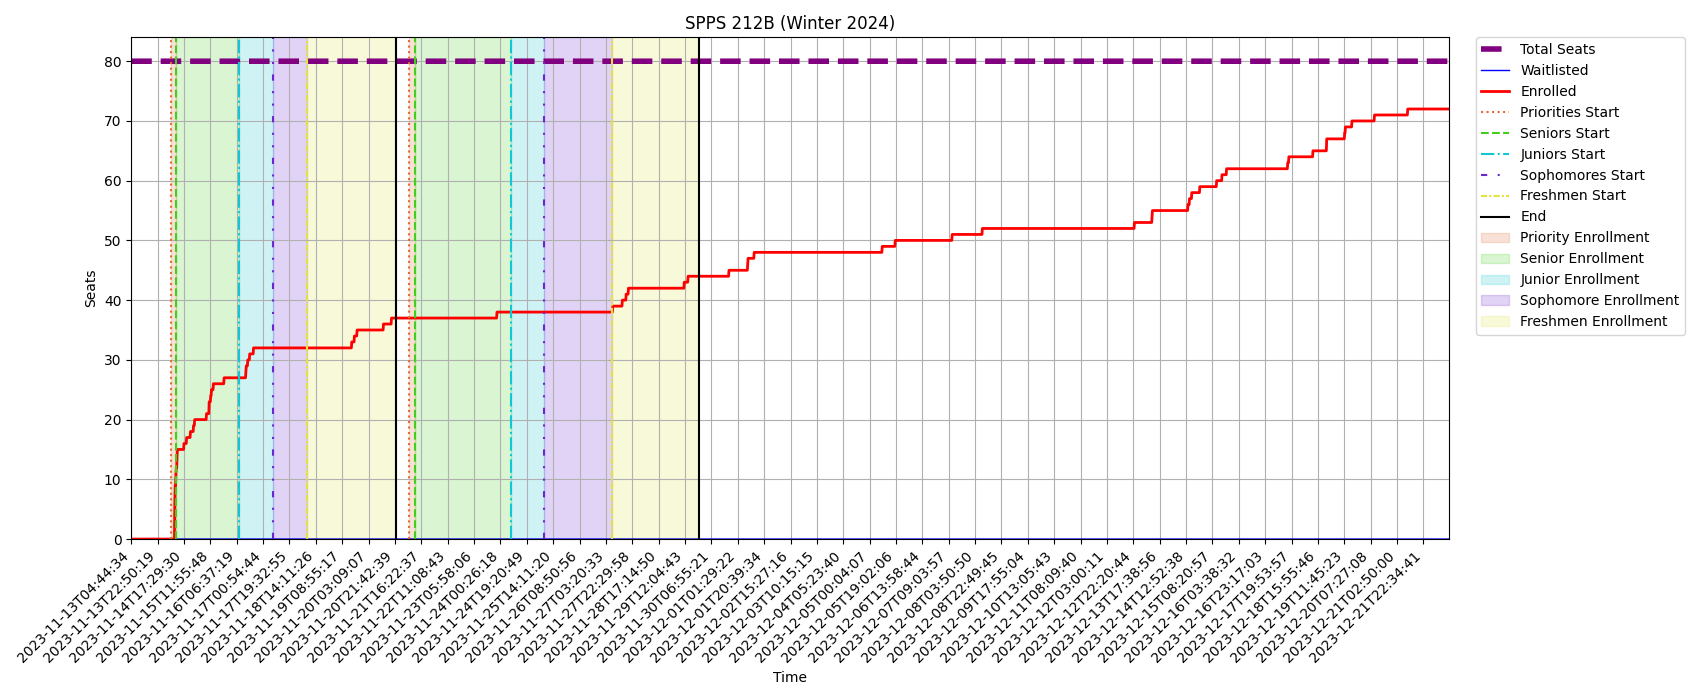 SPPS 212B (Winter 2024)
Total Seats
Waitlisted
Enrolled
Priorities Start
Seniors Start
Juniors Start
Sophomores Start
Freshmen Start
End
Priority Enrollment
Senior Enrollment
Junior Enrollment
Sophomore Enrollment
Freshmen Enrollment
Seats
80
70
60
50
40
30
20
10
0
2023-11-13T04:44:34
2023-11-13T22:50:19
2023-11-14T17:29:30
2023-11-15T11:55:48
2023-11-16T06:37:19
2023-11-17T00:54:44
2023-11-17T19:32:55
2023-11-18T14:11:26
2023-11-19T08:55:17
2023-11-20T03:09:07
2023-11-20T21:42:39
2023-11-21T16:22:37
2023-11-22T11:08:43
2023-11-23T05:58:06
2023-11-24T00:26:18
2023-11-24T19:20:49
2023-11-25T14:11:20
2023-11-26T08:50:56
2023-11-27T03:20:33
2023-11-27T22:29:58
2023-11-28T17:14:50
2023-11-29T12:04:43
2023-11-30T06:55:21
2023-12-01T01:29:22
2023-12-01T20:39:34
2023-12-02T15:27:16
2023-12-03T10:15:15
2023-12-04T05:23:40
2023-12-05T00:04:07
2023-12-05T19:02:06
2023-12-06T13:58:44
2023-12-07T09:03:57
2023-12-08T03:50:50
2023-12-08T22:49:45
2023-12-09T17:55:04
2023-12-10T13:05:43
2023-12-11T08:09:40
2023-12-12T03:00:11
2023-12-12T22:20:44
2023-12-13T17:38:56
2023-12-14T12:52:38
2023-12-15T08:20:57
2023-12-16T03:38:32
2023-12-16T23:17:03
2023-12-17T19:53:57
2023-12-18T15:55:46
2023-12-19T11:45:23
2023-12-20T07:27:08
2023-12-21T02:50:00
2023-12-21T22:34:41
Time